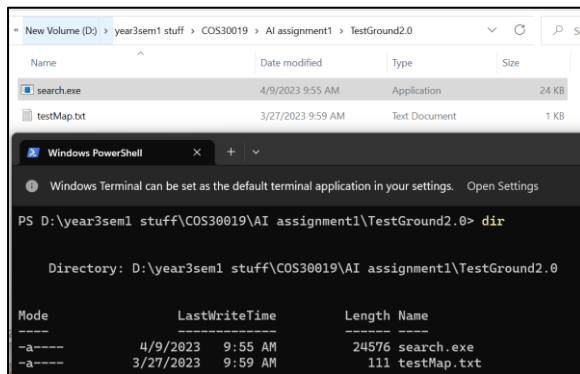 « New Volume (D:) › year3sem1 stuff › COS30019 › AI assignment1 › TestGround2.0 S
Name Date modified Type Size
search.exe 4/9/2023 9:55 AM Application 24 KB
testMap.txt 3/27/2023 9:59 AM Text Document 1 KB
Windows PowerShell × + ⌄
Windows Terminal can be set as the default terminal application in your settings. Open Settings
PS D:\year3sem1 stuff\COS30019\AI assignment1\TestGround2.0> dir
Directory: D:\year3sem1 stuff\COS30019\AI assignment1\TestGround2.0
Mode LastWriteTime Length Name
---- ------------- ------ ----
-a---- 4/9/2023 9:55 AM 24576 search.exe
-a---- 3/27/2023 9:59 AM 111 testMap.txt